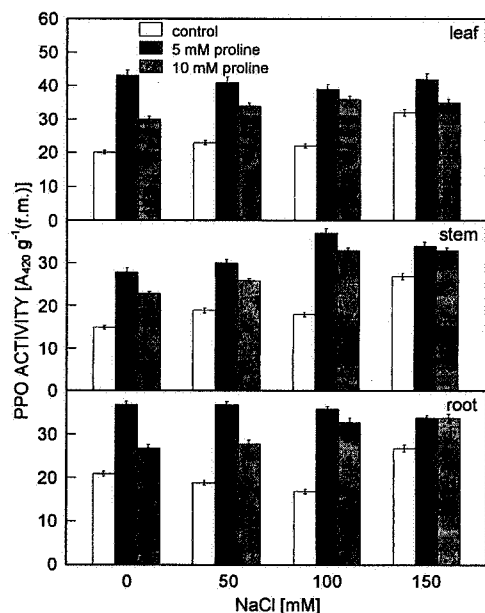 60
50
40
30
20
10
0
control
5 mM proline
10 mM proline
leaf
30
20
10
0
stem
30
20
10
0
root
PPO ACTIVITY [A420 g-1(f.m.)]
0 50 100 150
NaCl [mM]